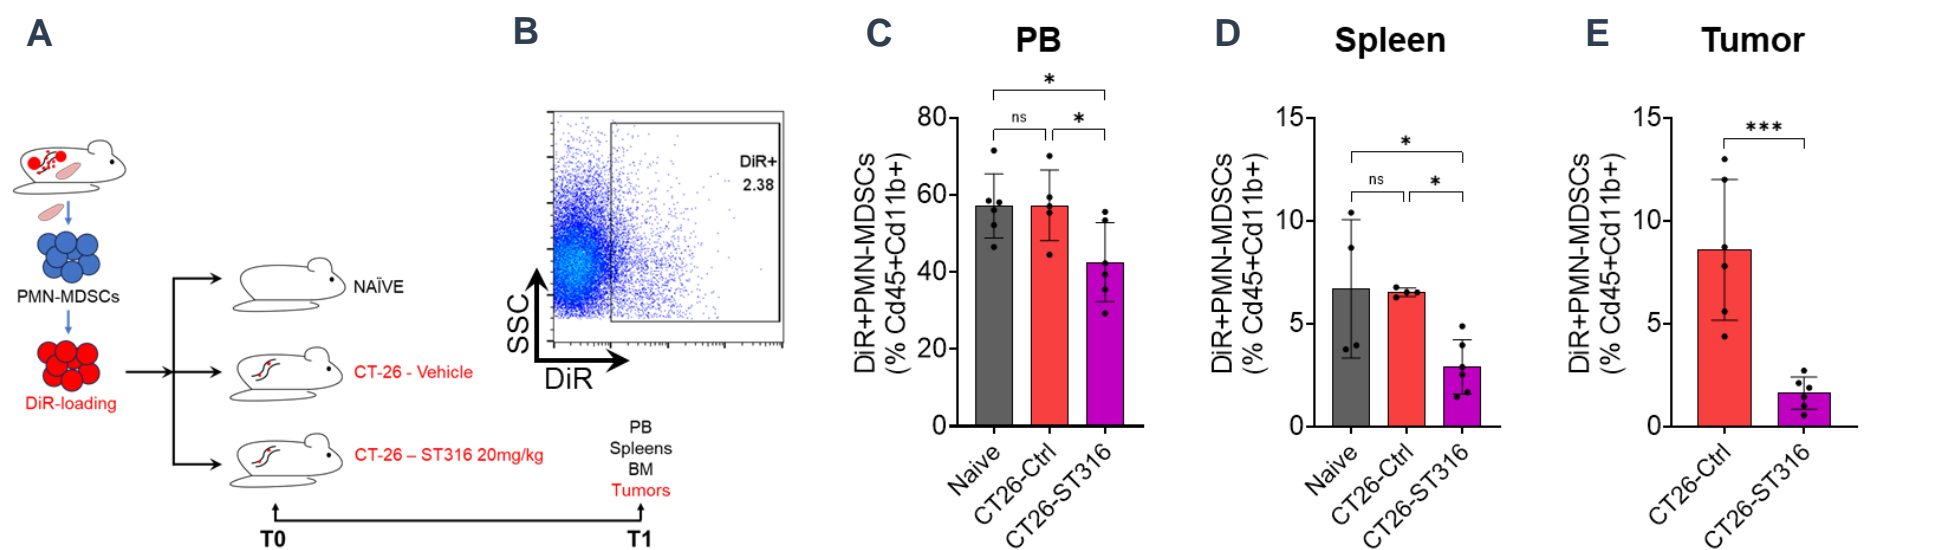 A
PMN-MDSCs
DiR-loading
NAÏVE
CT-26 - Vehicle
CT-26 – ST316 20mg/kg
PB
Spleens
BM
Tumors
T0
T1
B
DiR+
2.38
SSC
DiR
C
PB
DiR+PMN-MDSCs
(% Cd45+Cd11b+)
80
60
40
20
0
*
ns
*
Naive
CT26-Ctrl
CT26-ST316
D
Spleen
DiR+PMN-MDSCs
(% Cd45+Cd11b+)
15
10
5
0
*
ns
*
Naive
CT26-Ctrl
CT26-ST316
E
Tumor
DiR+PMN-MDSCs
(% Cd45+Cd11b+)
15
10
5
0
***
CT26-Ctrl
CT26-ST316